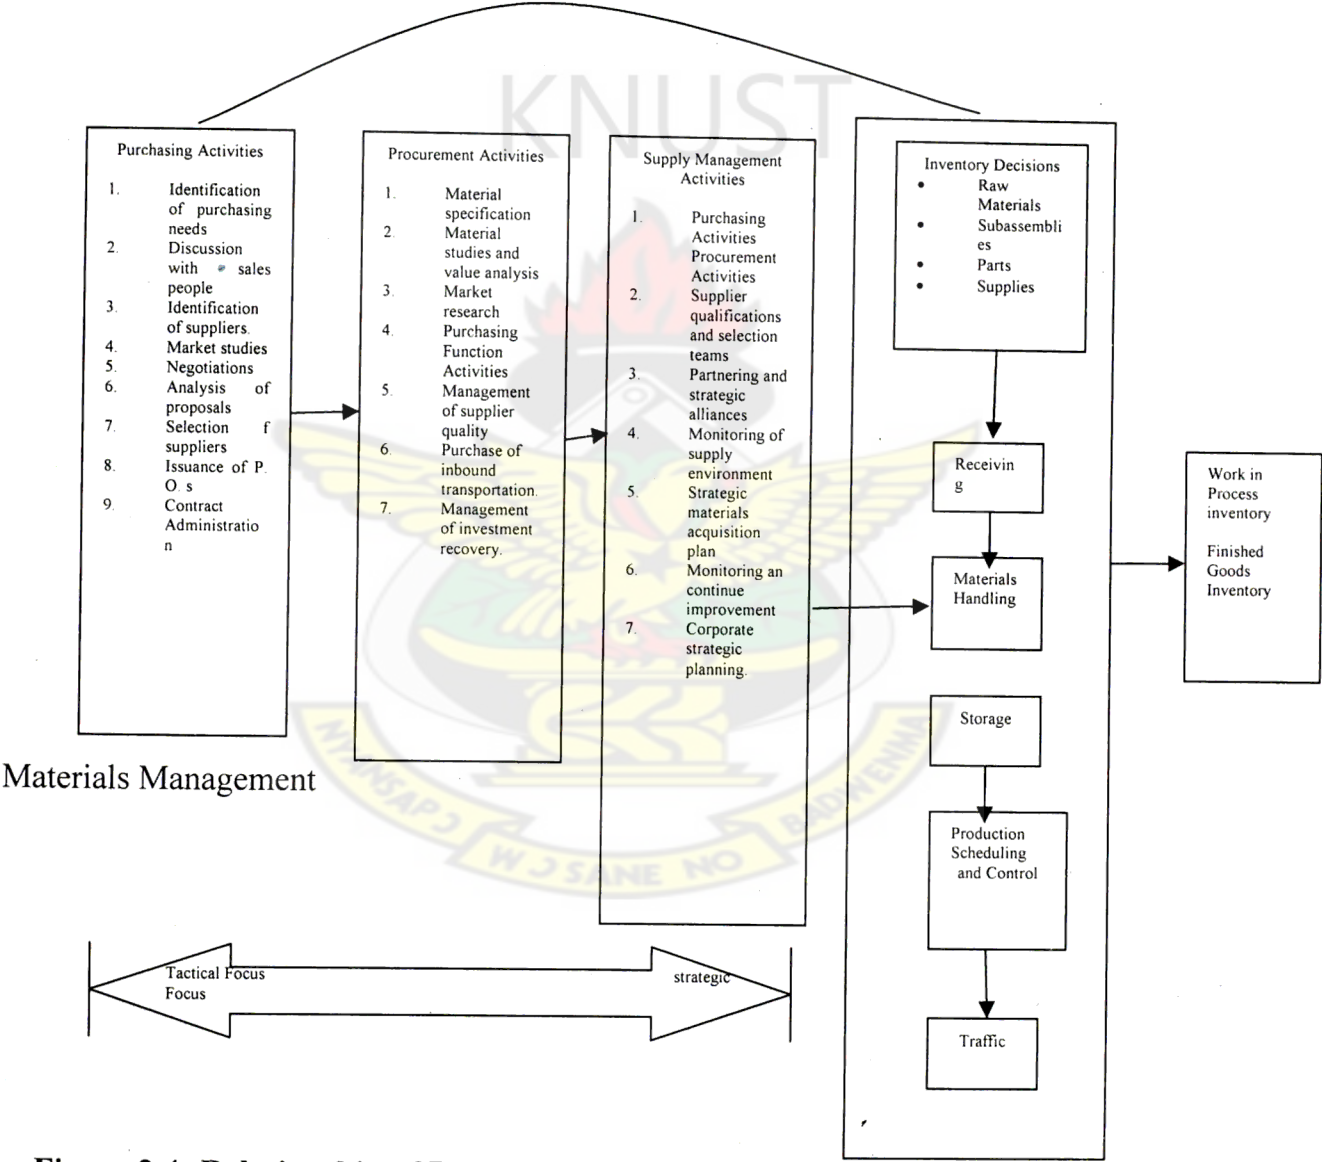 KNUST
Purchasing Activities
1. Identification
of purchasing
needs
2. Discussion
with sales
people
3. Identification
of suppliers.
4. Market studies
5. Negotiations
6. Analysis of
proposals
7. Selection f
suppliers
8. Issuance of P.
O. s
9. Contract
Administratio
n
Procurement Activities
1. Material
specification
2. Material
studies and
value analysis
3. Market
research
4. Purchasing
Function
Activities
5. Management
of supplier
quality
6. Purchase of
inbound
transportation.
7. Management
of investment
recovery.
Supply Management
Activities
1. Purchasing
Activities
Procurement
Activities
2. Supplier
qualifications
and selection
teams
3. Partnering and
strategic
alliances
4. Monitoring of
supply
environment
5. Strategic
materials
acquisition
plan
6. Monitoring an
continue
improvement
7. Corporate
strategic
planning.
Inventory Decisions
• Raw
Materials
• Subassembli
es
• Parts
• Supplies
Receivin
g
Materials
Handling
Storage
Production
Scheduling
and Control
Traffic
Work in
Process
inventory
Finished
Goods
Inventory
Materials Management
NYANSAPƆ
WƆSANE NO
BADWENMA
Tactical Focus
Focus
strategic